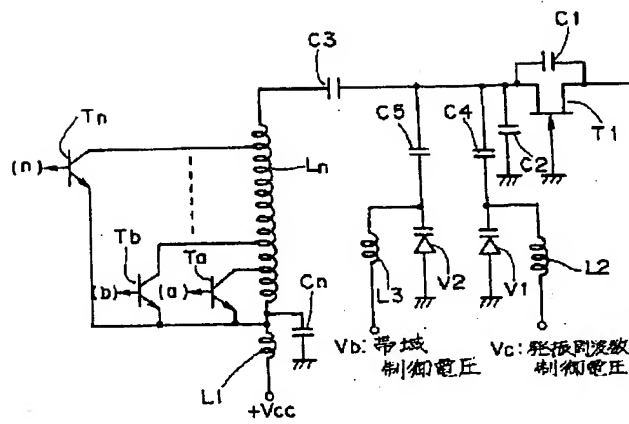 C1
C3
Tn
C5
C4
T1
(n)
Ln
C2
Tb
Ta
(b)
(a)
Cn
L3
V2
V1
L2
L1
+Vcc
Vb:帯域
制御電圧
Vc:発振周波数
制御電圧